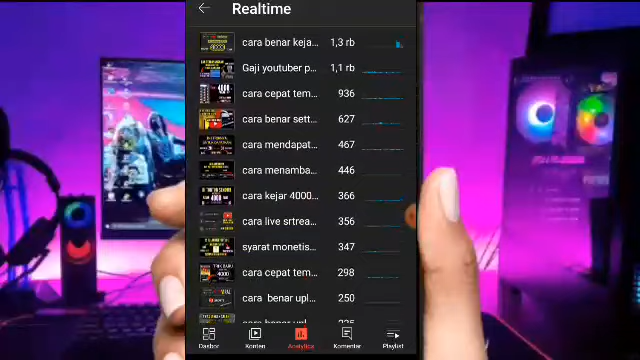 Realtime
cara benar keja... 1,3 rb
Gaji youtuber p... 1,1 rb
cara cepat tem... 936
cara benar sett... 627
cara mendapat... 467
cara menamba... 446
cara kejar 4000... 366
cara live srtrea... 356
syarat monetis... 347
cara cepat tem... 298
cara benar upl... 250
Dasbor Konten Analytics Komentar Playlist